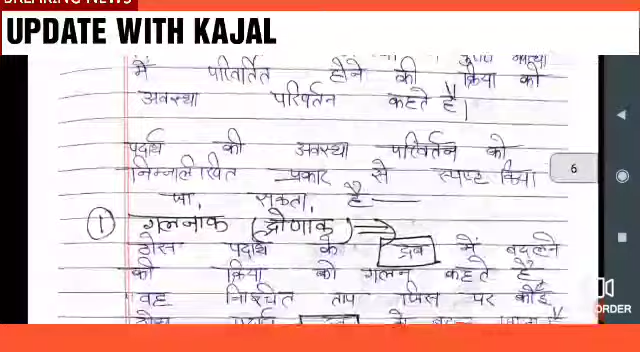 BREAKING NEWS
UPDATE WITH KAJAL
में परिवर्तित होने की क्रिया को
अवस्था परिवर्तन कहते हैं।
पदार्थ की अवस्था परिवर्तन को
निम्नलिखित प्रकार से स्पष्ट किया
जा, सकता, है —
6
① गलनांक (द्रोणांक) ⇒
ठोस पदार्थ के द्रव में बदलने
की क्रिया को गलन कहते हैं
वह निश्चित ताप जिस पर कोई
ठोस
ORDER